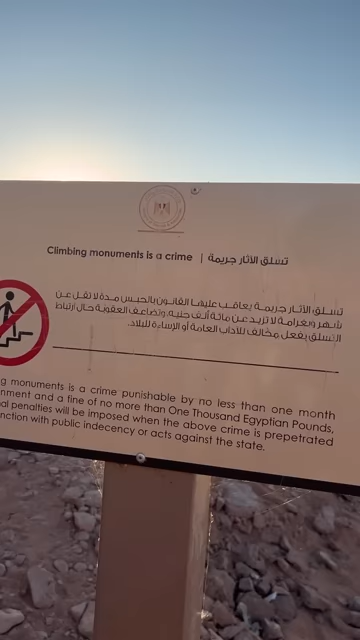 Climbing monuments is a crime | تسلق الآثار جريمة
تسلق الآثار جريمة يعاقب عليها القانون بالحبس مدة لا تقل عن
شهر وبغرامة لا تزيد عن مائة ألف جنيه. وتضاعف العقوبة حال ارتباط
التسلق بفعل مخالف للآداب العامة أو الإساءة للبلاد.
g monuments is a crime punishable by no less than one month
nment and a fine of no more than One Thousand Egyptian Pounds,
al penalties will be imposed when the above crime is prepetrated
nction with public indecency or acts against the state.